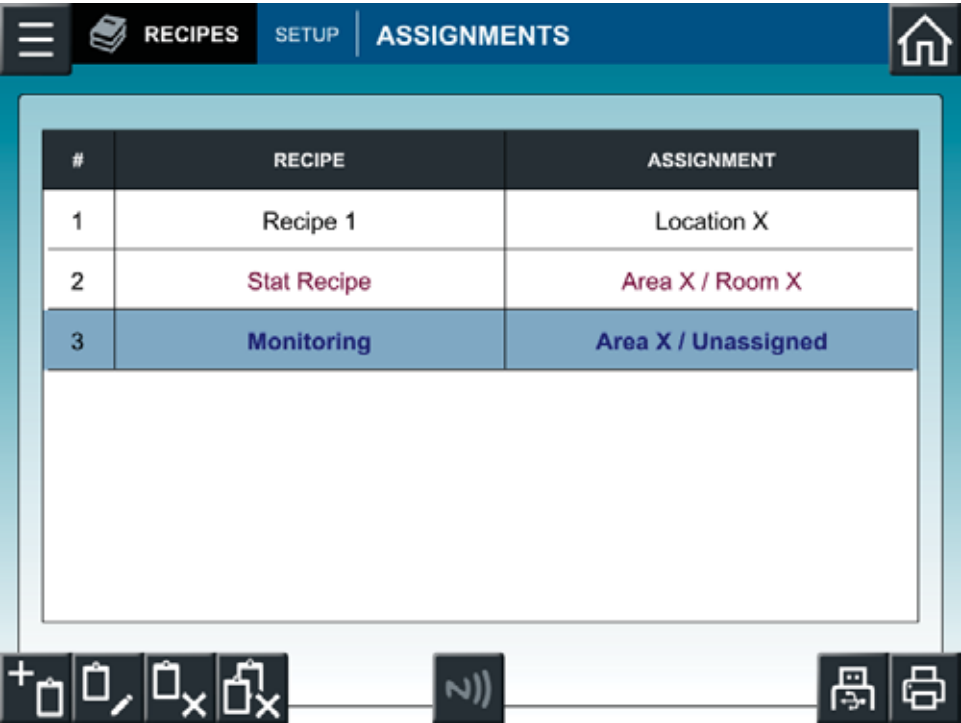 RECIPES SETUP ASSIGNMENTS
# RECIPE ASSIGNMENT
1 Recipe 1 Location X
2 Stat Recipe Area X / Room X
3 Monitoring Area X / Unassigned